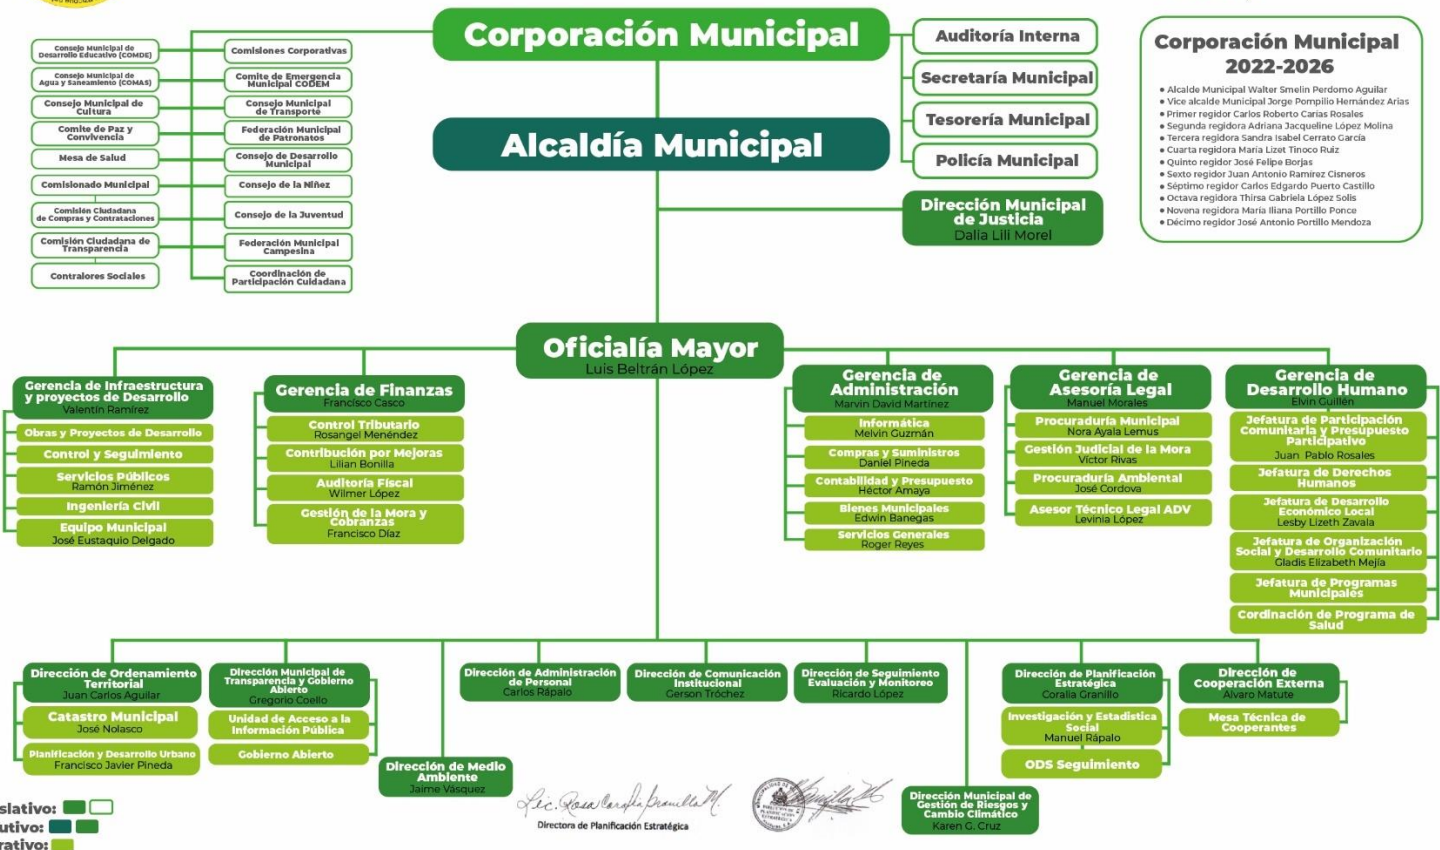 Corporación Municipal
Alcaldía Municipal
Auditoría Interna
Secretaría Municipal
Tesorería Municipal
Policía Municipal
Dirección Municipal
de Justicia
Dalia Lili Morel
Corporación Municipal
2022-2026
• Alcalde Municipal Walter Smelin Perdomo Aguilar
• Vice alcalde Municipal Jorge Pompilio Hernández Arias
• Primer regidor Carlos Roberto Carías Rosales
• Segunda regidora Adriana Jacqueline López Molina
• Tercera regidora Sandra Isabel Cerrato García
• Cuarta regidora María Lizet Tinoco Ruiz
• Quinto regidor José Felipe Borjas
• Sexto regidor Juan Antonio Ramírez Cisneros
• Séptimo regidor Carlos Edgardo Puerto Castillo
• Octava regidora Thirsa Gabriela López Solis
• Novena regidora María Iliana Portillo Ponce
• Décimo regidor José Antonio Portillo Mendoza
Consejo Municipal de
Desarrollo Educativo (COMDE)
Consejo Municipal de
Agua y Saneamiento (COMAS)
Consejo Municipal de
Cultura
Comite de Paz y
Convivencia
Mesa de Salud
Comisionado Municipal
Comisión Ciudadana
de Compras y Contrataciones
Comisión Ciudadana de
Transparencia
Contralores Sociales
Comisiones Corporativas
Comite de Emergencia
Municipal CODEM
Consejo Municipal
de Transporte
Federación Municipal
de Patronatos
Consejo de Desarrollo
Municipal
Consejo de la Niñez
Consejo de la Juventud
Federación Municipal
Campesina
Coordinación de
Participación Cuidadana
Oficialía Mayor
Luis Beltrán López
Gerencia de Infraestructura
y proyectos de Desarrollo
Valentín Ramírez
Obras y Proyectos de Desarrollo
Control y Seguimiento
Servicios Públicos
Ramón Jiménez
Ingeniería Civil
Equipo Municipal
José Eustaquio Delgado
Gerencia de Finanzas
Francisco Casco
Control Tributario
Rosangel Menéndez
Contribución por Mejoras
Lilian Bonilla
Auditoría Fiscal
Wilmer López
Gestión de la Mora y
Cobranzas
Francisco Díaz
Gerencia de
Administración
Marvin David Martínez
Informática
Melvin Guzmán
Compras y Suministros
Daniel Pineda
Contabilidad y Presupuesto
Héctor Amaya
Bienes Municipales
Edwin Banegas
Servicios Generales
Roger Reyes
Gerencia de
Asesoría Legal
Manuel Morales
Procuraduría Municipal
Nora Ayala Lemus
Gestión Judicial de la Mora
Víctor Rivas
Procuraduría Ambiental
José Cordova
Asesor Técnico Legal ADV
Levinia López
Gerencia de
Desarrollo Humano
Elvin Guillén
Jefatura de Participación
Comunitaria y Presupuesto
Participativo
Juan Pablo Rosales
Jefatura de Derechos
Humanos
Jefatura de Desarrollo
Económico Local
Lesby Lizeth Zavala
Jefatura de Organización
Social y Desarrollo Comunitario
Gladis Elizabeth Mejía
Jefatura de Programas
Municipales
Cordinación de Programa de
Salud
Dirección de Ordenamiento
Territorial
Juan Carlos Aguilar
Catastro Municipal
José Nolasco
Planificación y Desarrollo Urbano
Francisco Javier Pineda
Dirección Municipal de
Transparencia y Gobierno
Abierto
Gregorio Coello
Unidad de Acceso a la
Información Pública
Gobierno Abierto
Dirección de Medio
Ambiente
Jaime Vásquez
Dirección de Administración
de Personal
Carlos Rápalo
Dirección de Comunicación
Institucional
Gerson Tróchez
Dirección de Seguimiento
Evaluación y Monitoreo
Ricardo López
Dirección Municipal de
Gestión de Riesgos y
Cambio Climático
Karen G. Cruz
Dirección de Planificación
Estratégica
Coralia Granillo
Investigación y Estadistica
Social
Manuel Rápalo
ODS Seguimiento
Dirección de
Cooperación Externa
Alvaro Matute
Mesa Técnica de
Cooperantes
Directora de Planificación Estratégica
slativo:
utivo:
rativo: